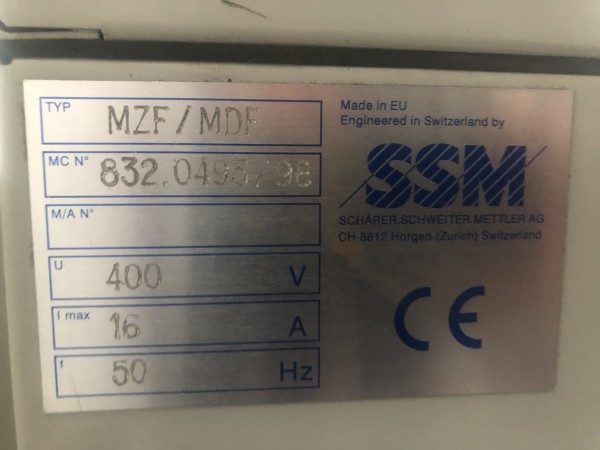 TYP MZF/MDF
MC N° 832.0493/96
M/A N°
U 400 V
I max 16 A
f 50 Hz
Made in EU
Engineered in Switzerland by
SSM
SCHÄRER SCHWEITER METTLER AG
CH-8812 Horgen (Zurich) Switzerland
CE